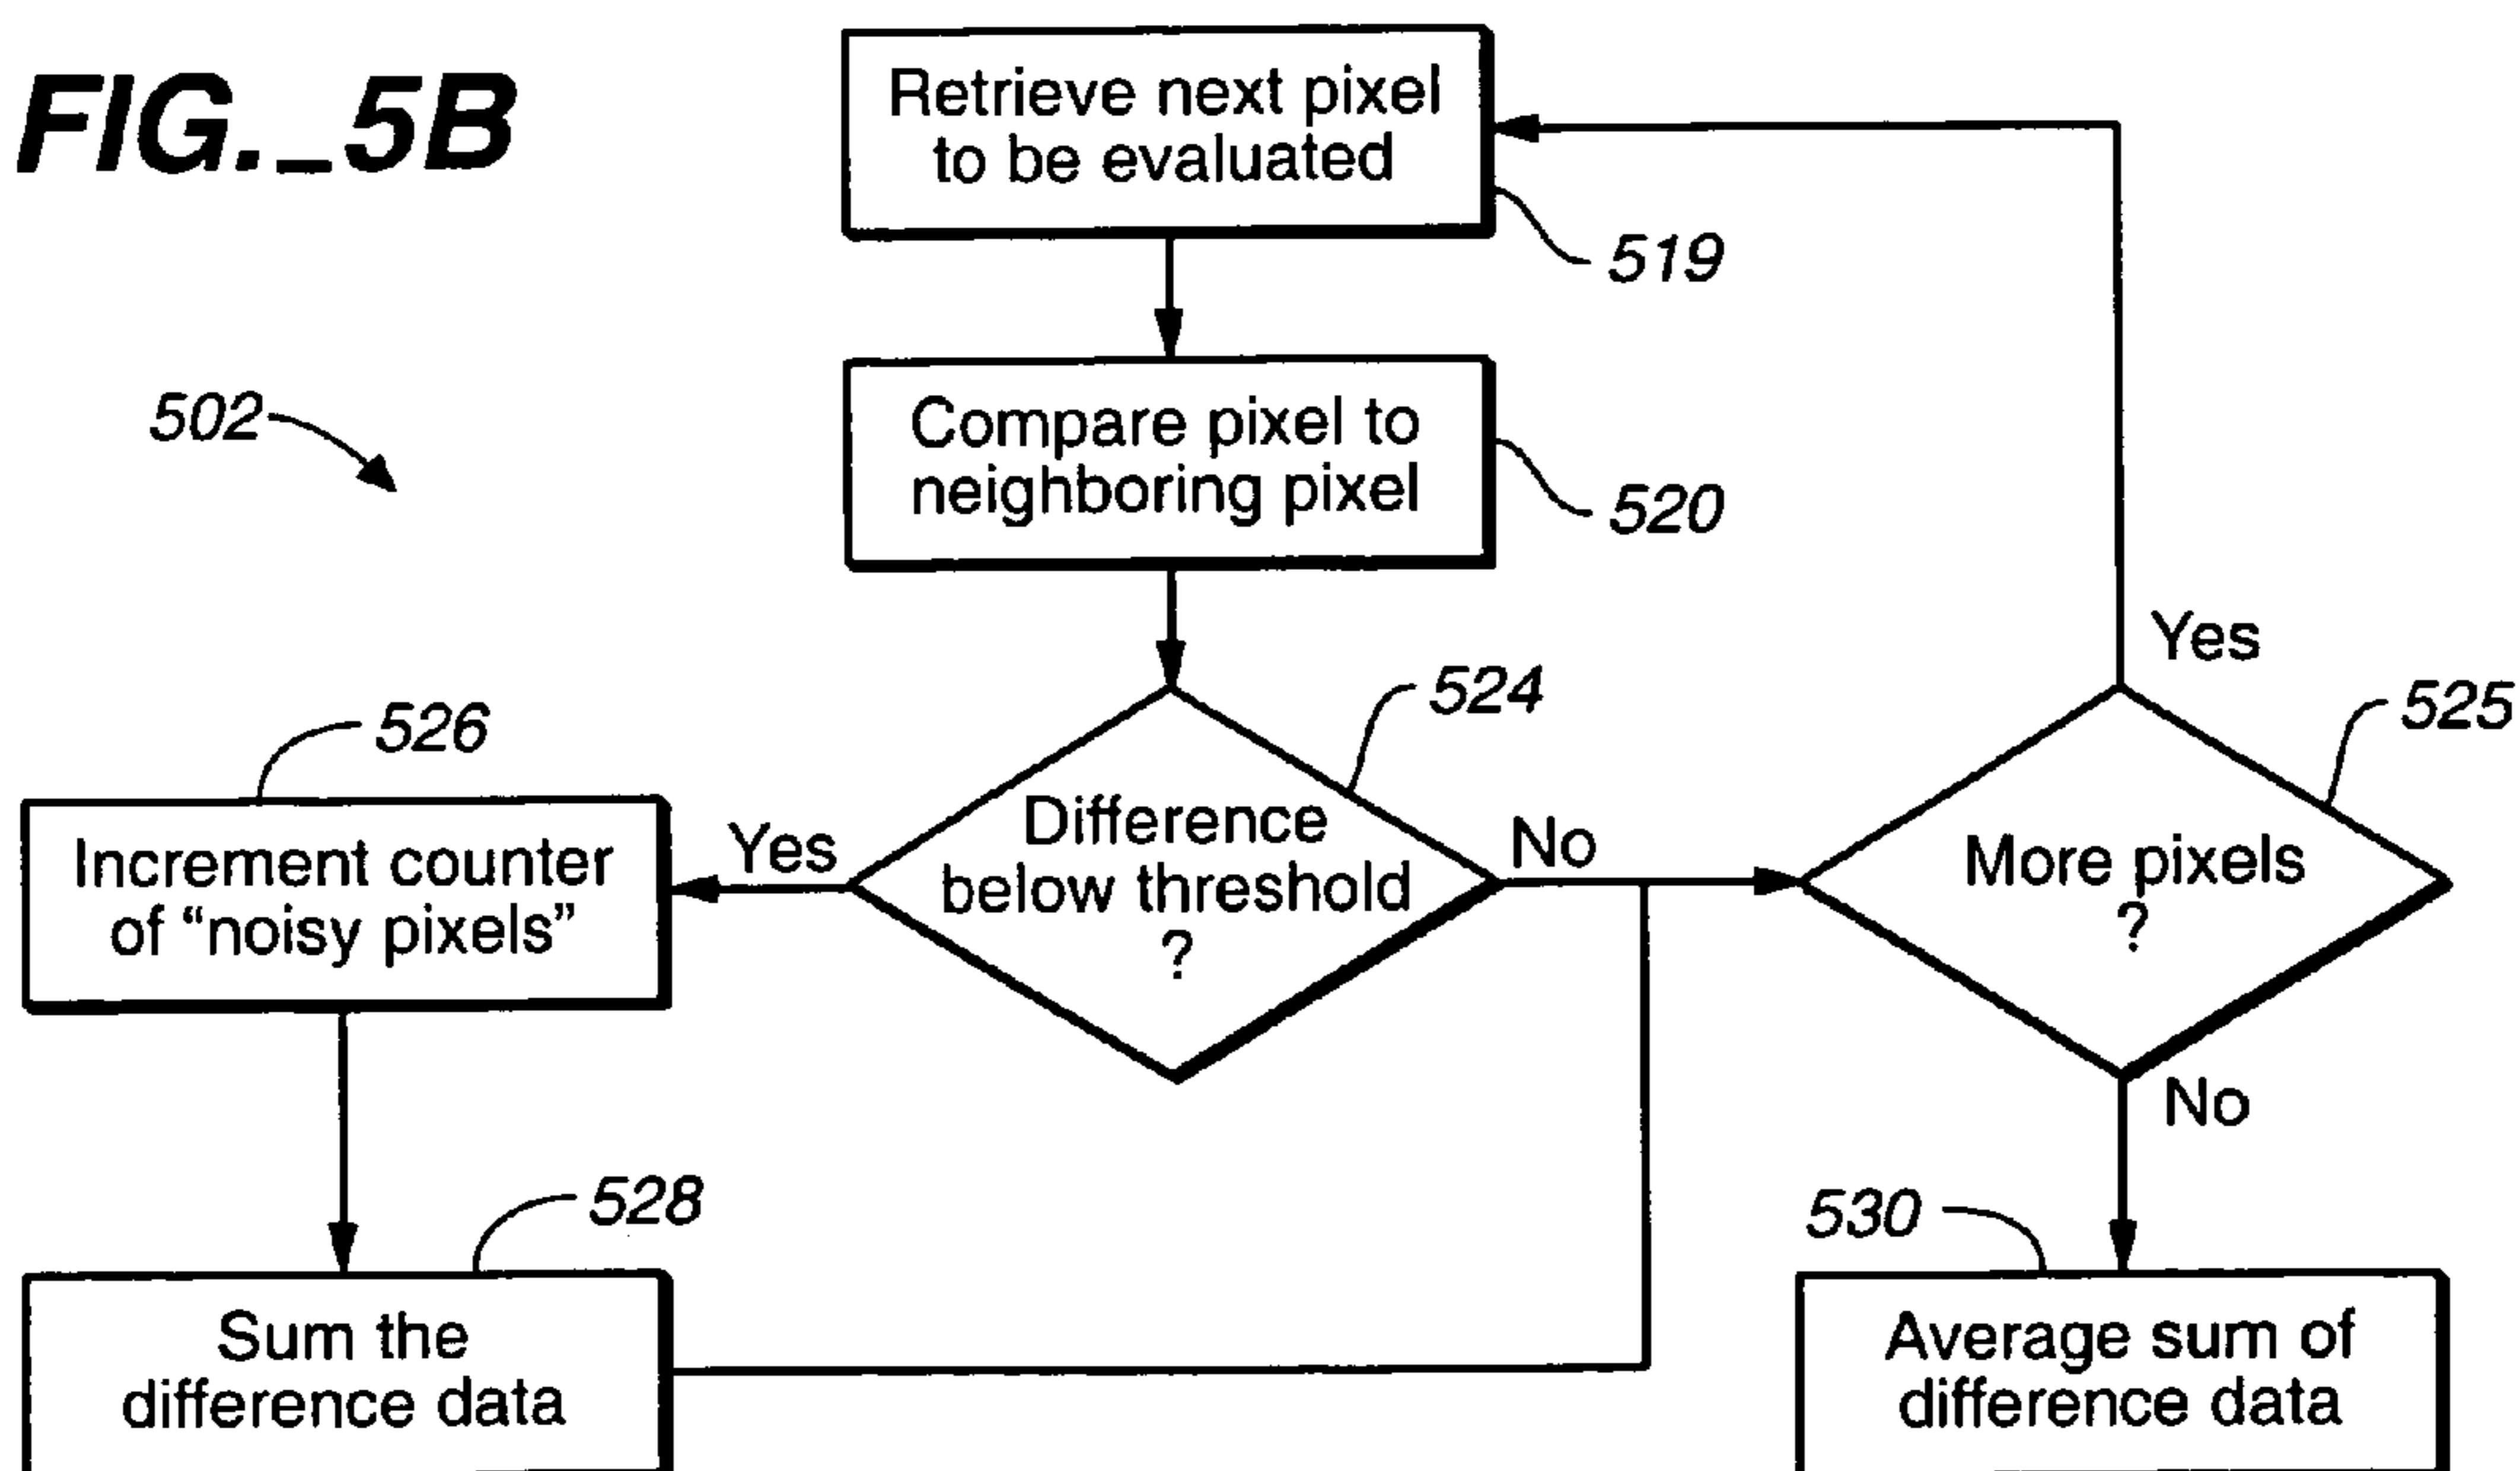 FIG._5B
Retrieve next pixel
to be evaluated
519
502
Compare pixel to
neighboring pixel
520
Yes
524
525
526
Increment counter
of “noisy pixels”
Yes
Difference
below threshold
?
No
More pixels
?
No
528
530
Sum the
difference data
Average sum of
difference data